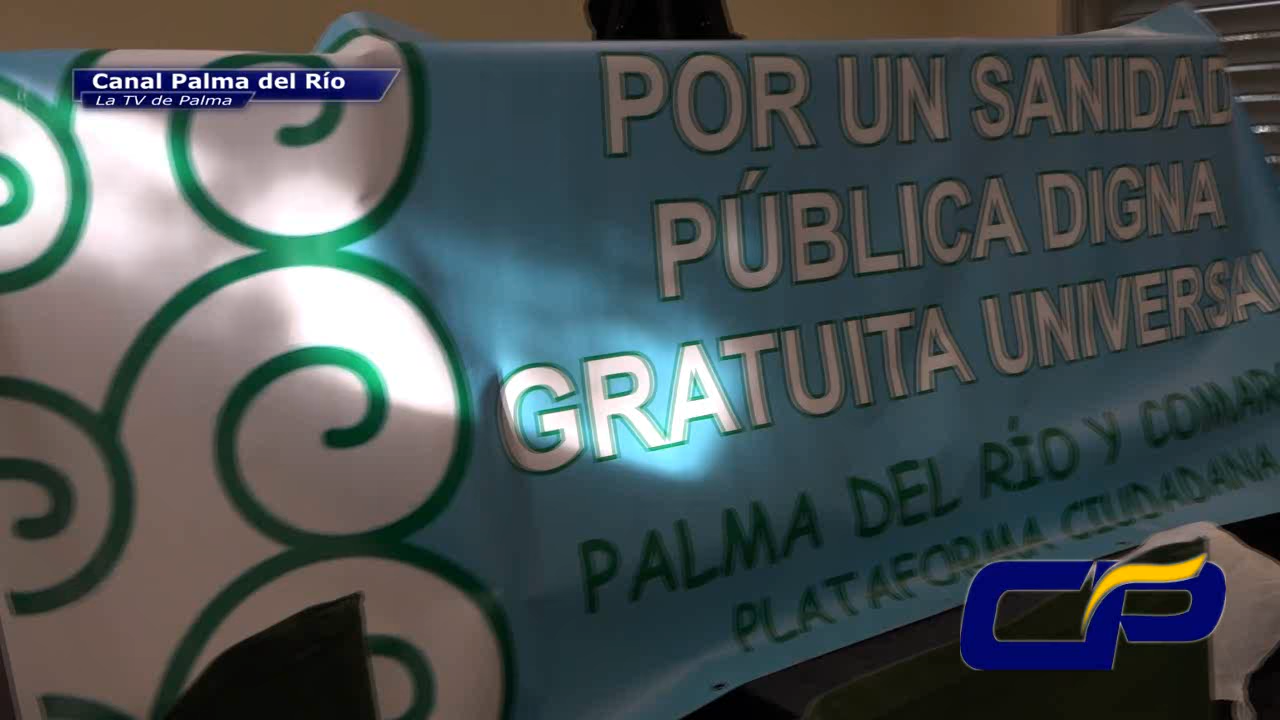 Canal Palma del Río
La TV de Palma
POR UN SANIDAD
PÚBLICA DIGNA
GRATUITA UNIVERSAL
PALMA DEL RÍO Y COMAR
PLATAFORMA CIUDADANA
CP